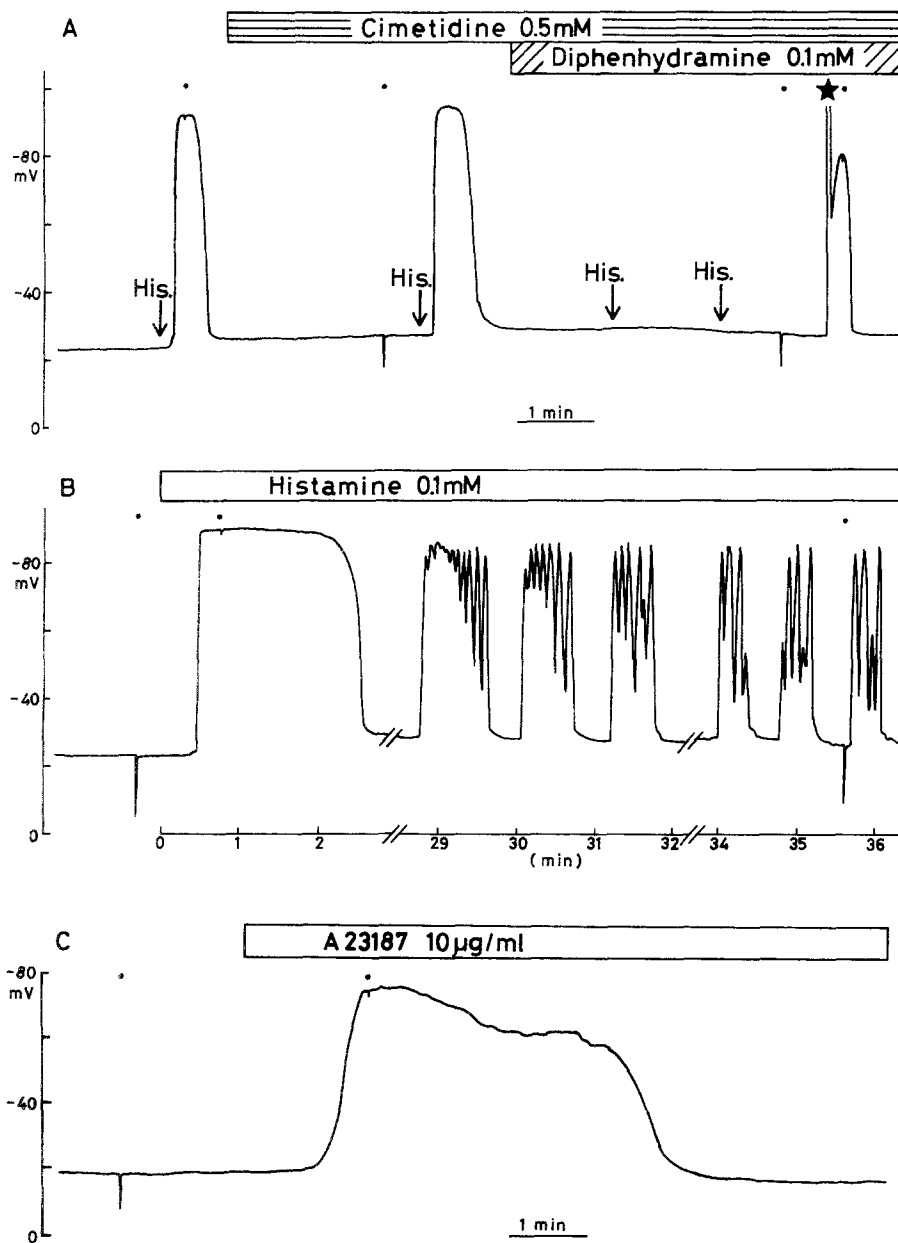 A
Cimetidine 0.5mM
Diphenhydramine 0.1mM
-80
mV
-40
0
His.
His.
His.
His.
1 min
B
Histamine 0.1mM
-80
mV
-40
0
0 1 2 29 30 31 32 34 35 36
(min)
C
A 23187 10µg/ml
-80
mV
-40
0
1 min